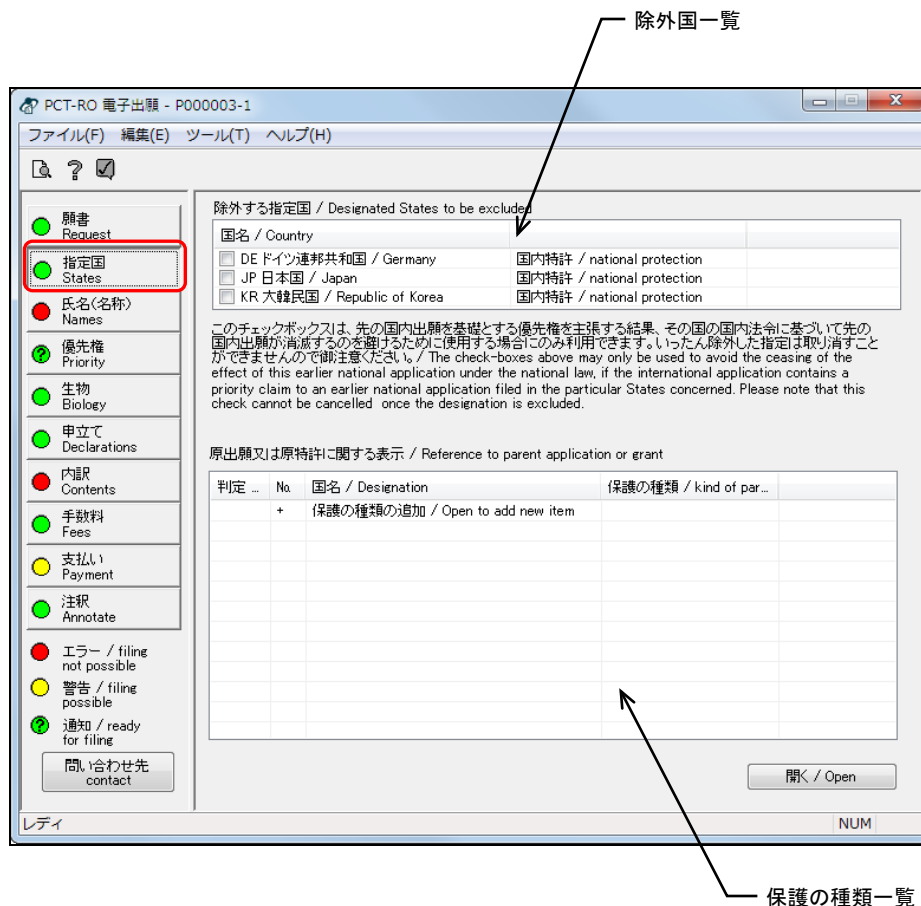 除外国一覧
PCT-RO 電子出願 - P000003-1
ファイル(F) 編集(E) ツール(T) ヘルプ(H)
願書
Request
指定国
States
氏名(名称)
Names
優先権
Priority
生物
Biology
申立て
Declarations
内訳
Contents
手数料
Fees
支払い
Payment
注釈
Annotate
エラー / filing
not possible
警告 / filing
possible
通知 / ready
for filing
問い合わせ先
contact
除外する指定国 / Designated States to be excluded
国名 / Country
DE ドイツ連邦共和国 / Germany 国内特許 / national protection
JP 日本国 / Japan 国内特許 / national protection
KR 大韓民国 / Republic of Korea 国内特許 / national protection
このチェックボックスは、先の国内出願を基礎とする優先権を主張する結果、その国の国内法令に基づいて先の
国内出願が消滅するのを避けるために使用する場合にのみ利用できます。いったん除外した指定は取り消すこと
ができませんので御注意ください。/ The check-boxes above may only be used to avoid the ceasing of the
effect of this earlier national application under the national law, if the international application contains a
priority claim to an earlier national application filed in the particular States concerned. Please note that this
check cannot be cancelled once the designation is excluded.
原出願又は原特許に関する表示 / Reference to parent application or grant
判定 ... No. 国名 / Designation 保護の種類 / kind of par...
+ 保護の種類の追加 / Open to add new item
開く / Open
レディ NUM
保護の種類一覧